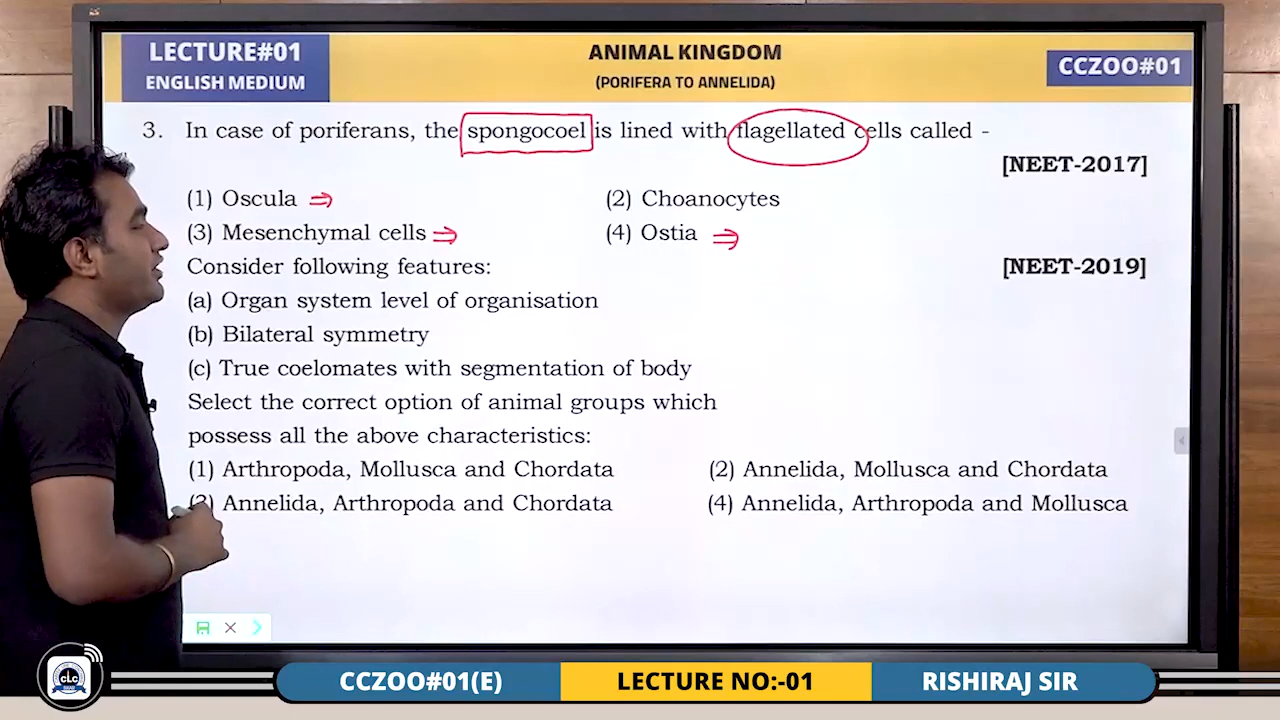 LECTURE#01
ENGLISH MEDIUM
ANIMAL KINGDOM
(PORIFERA TO ANNELIDA)
CCZOO#01
3. In case of poriferans, the spongocoel is lined with flagellated cells called -
[NEET-2017]
(1) Oscula ⇒ (2) Choanocytes
(3) Mesenchymal cells ⇒ (4) Ostia ⇒
Consider following features: [NEET-2019]
(a) Organ system level of organisation
(b) Bilateral symmetry
(c) True coelomates with segmentation of body
Select the correct option of animal groups which
possess all the above characteristics:
(1) Arthropoda, Mollusca and Chordata (2) Annelida, Mollusca and Chordata
(3) Annelida, Arthropoda and Chordata (4) Annelida, Arthropoda and Mollusca
CLC
CCZOO#01(E) LECTURE NO:-01 RISHIRAJ SIR